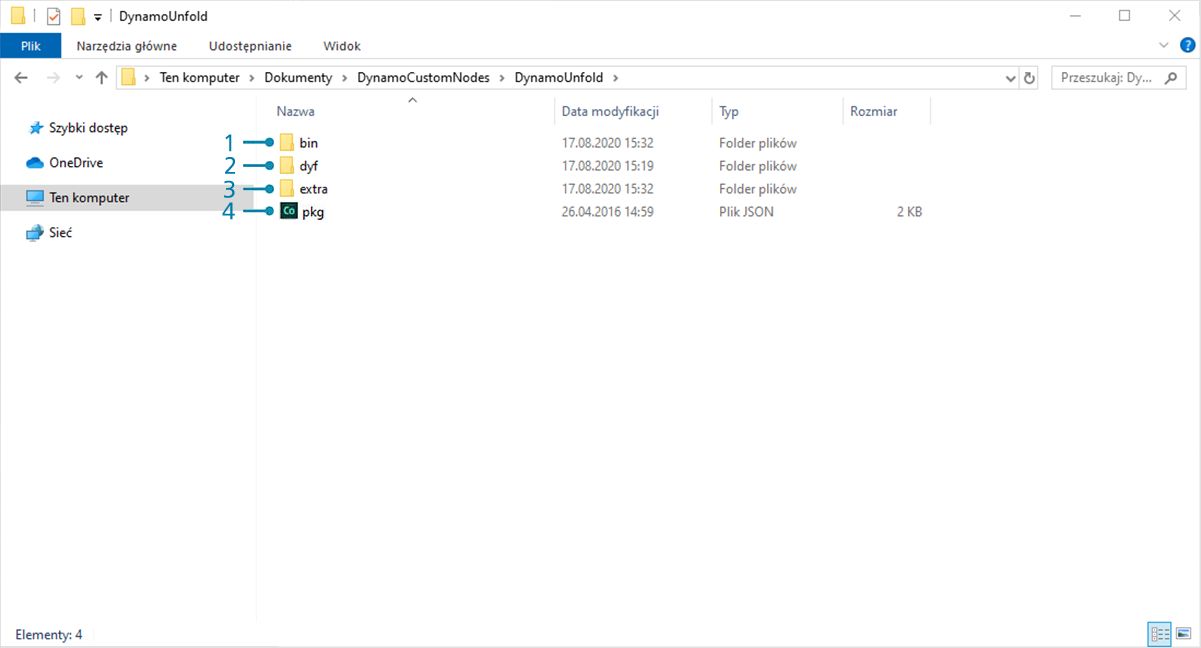 DynamoUnfold
Plik Narzędzia główne Udostępnianie Widok ?
Ten komputer > Dokumenty > DynamoCustomNodes > DynamoUnfold > Przeszukaj: Dy...
Nazwa Data modyfikacji Typ Rozmiar
Szybki dostęp
OneDrive
Ten komputer
Sieć
1 bin 17.08.2020 15:32 Folder plików
2 dyf 17.08.2020 15:19 Folder plików
3 extra 17.08.2020 15:32 Folder plików
4 Co pkg 26.04.2016 14:59 Plik JSON 2 KB
Elementy: 4